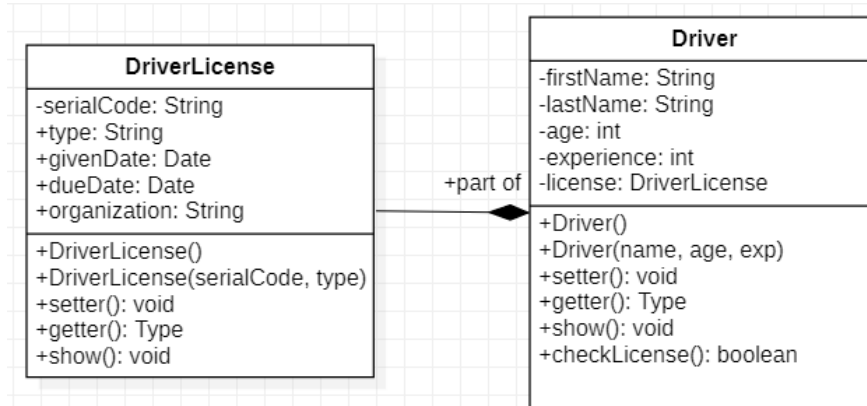 DriverLicense
-serialCode: String
+type: String
+givenDate: Date
+dueDate: Date
+organization: String
+DriverLicense()
+DriverLicense(serialCode, type)
+setter(): void
+getter(): Type
+show(): void
+part of
Driver
-firstName: String
-lastName: String
-age: int
-experience: int
-license: DriverLicense
+Driver()
+Driver(name, age, exp)
+setter(): void
+getter(): Type
+show(): void
+checkLicense(): boolean